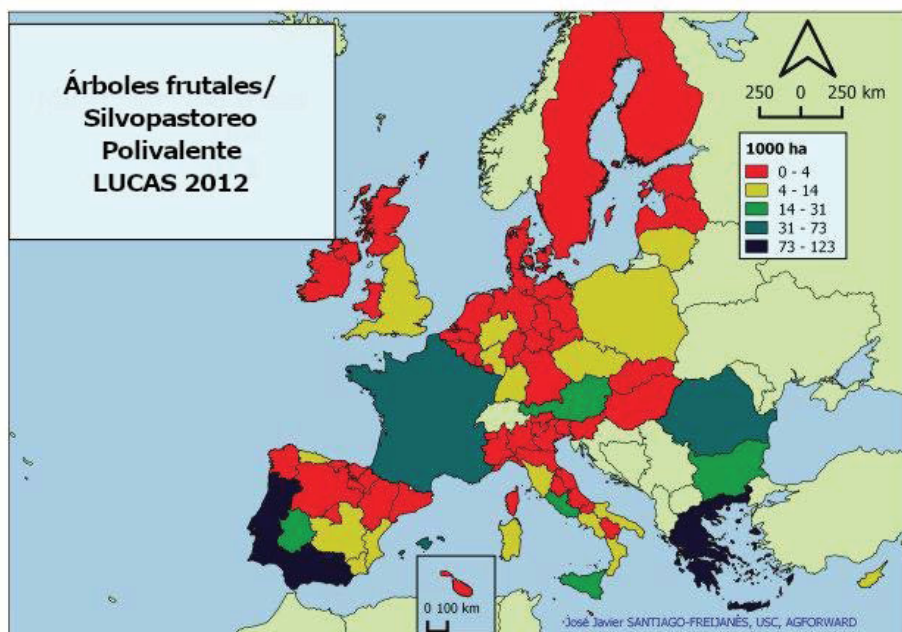 Árboles frutales/
Silvopastoreo
Polivalente
LUCAS 2012
250 0 250 km
1000 ha
0 - 4
4 - 14
14 - 31
31 - 73
73 - 123
0 100 km
José Javier SANTIAGO-FREIJANES, USC, AGFORWARD